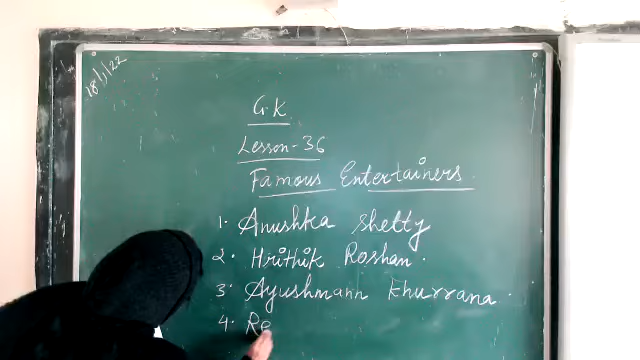 18/1/22
G.K
Lesson-36
Famous Entertainers.
1. Anushka shetty
2. Hrithik Roshan.
3. Ayushmann Khurrana.
4. Re